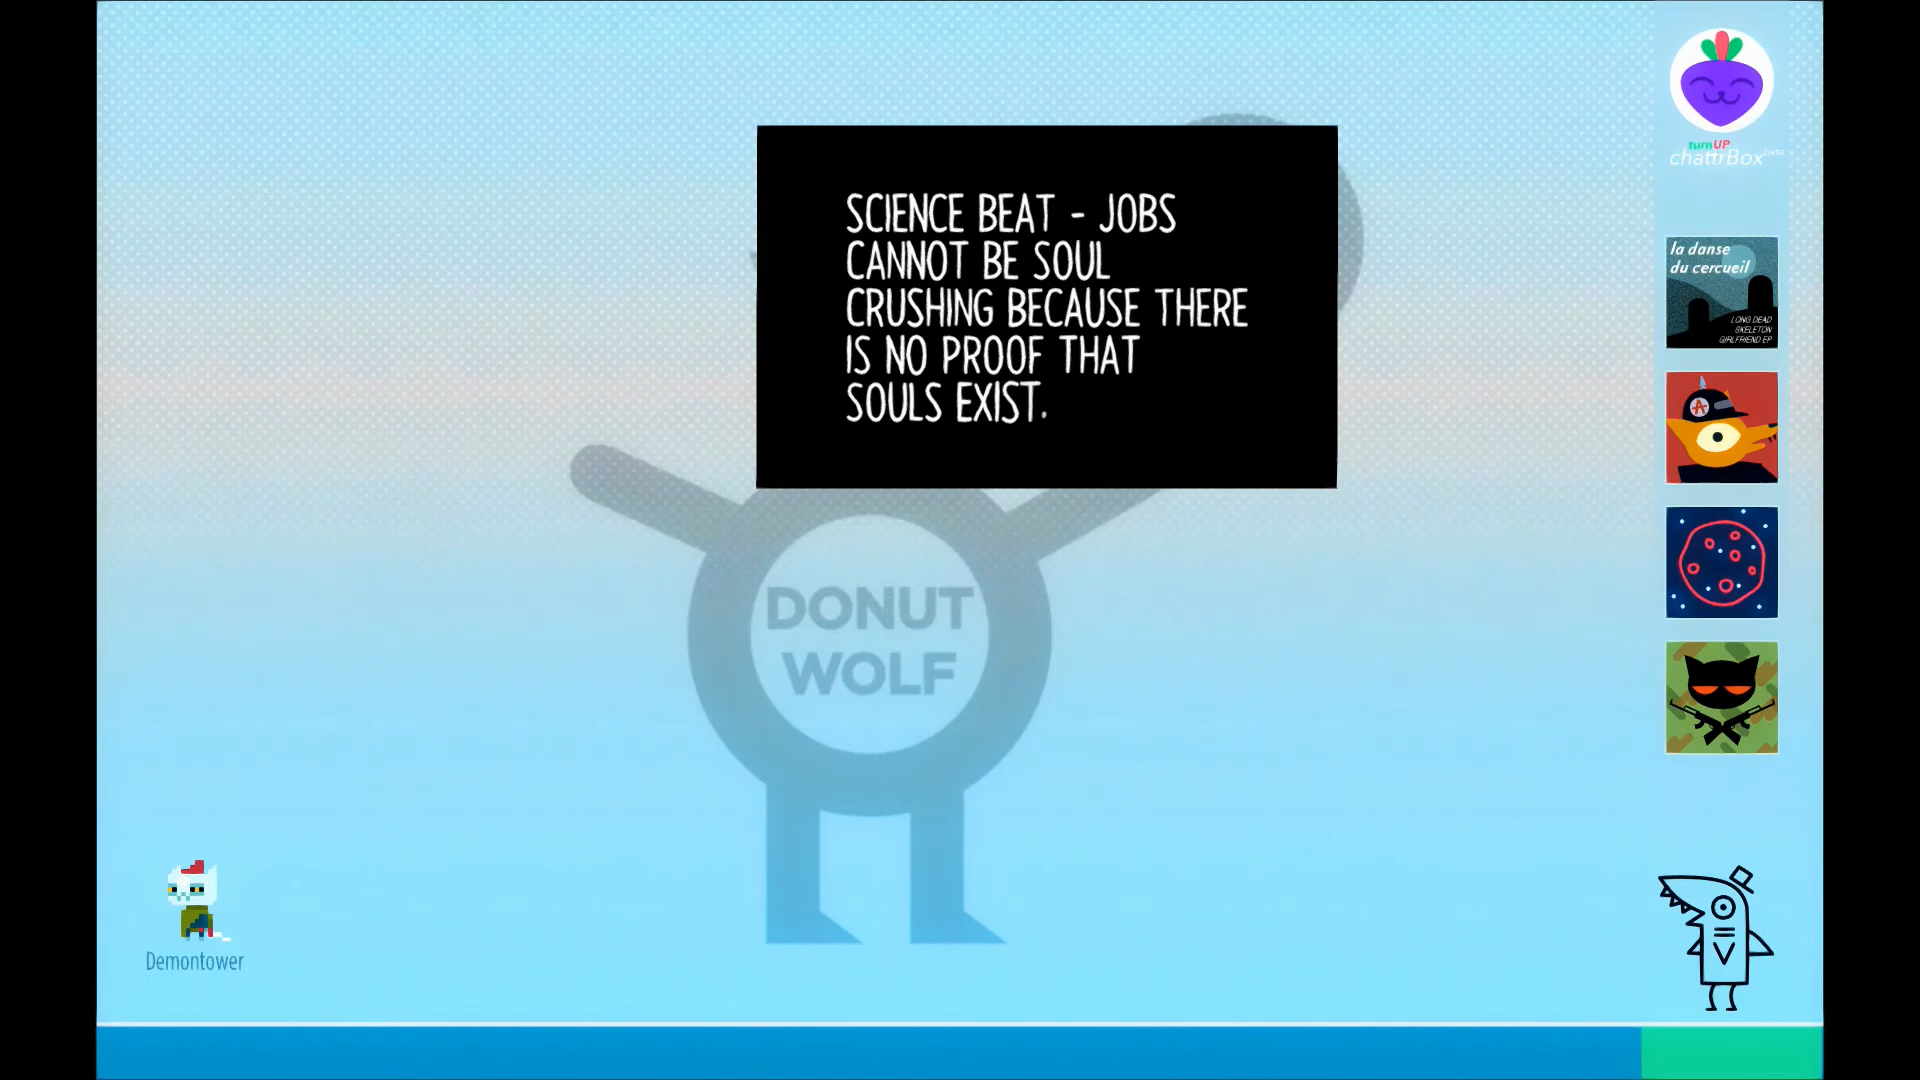 turnUP
chattrBox beta
SCIENCE BEAT - JOBS
CANNOT BE SOUL
CRUSHING BECAUSE THERE
IS NO PROOF THAT
SOULS EXIST.
la danse
du cercueil
LONG DEAD
SKELETON
GIRLFRIEND EP
A
DONUT
WOLF
Demontower